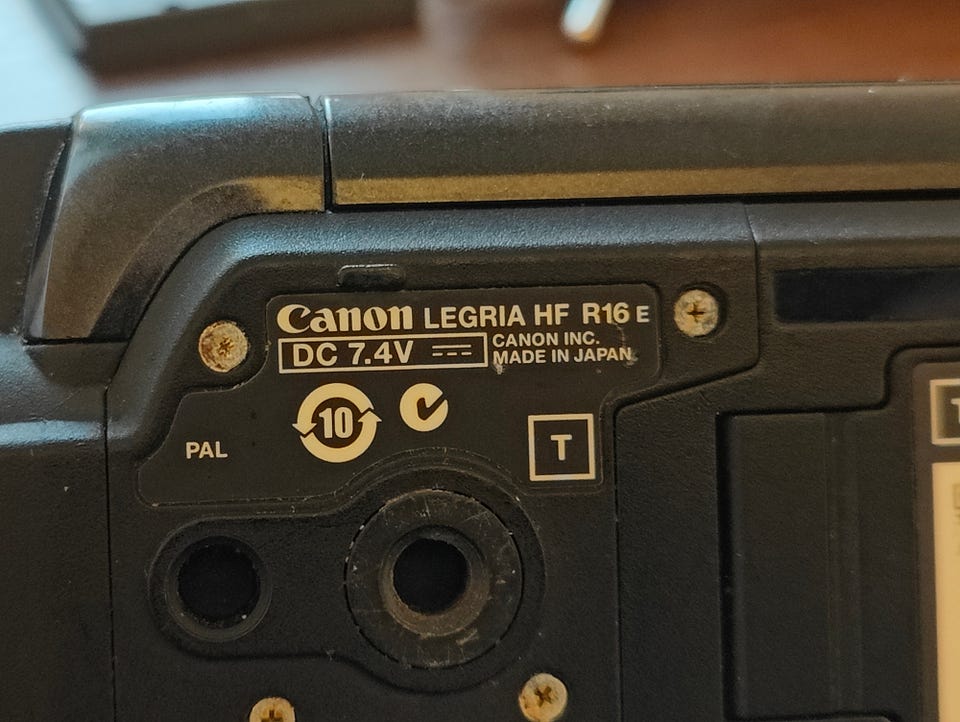 Canon LEGRIA HF R16 E
DC 7.4V
CANON INC.
MADE IN JAPAN
10
PAL
T
T